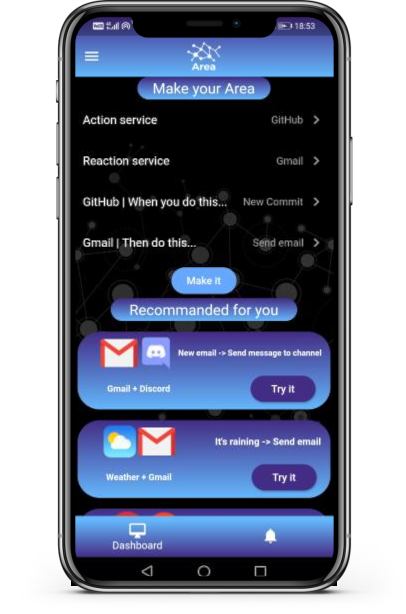 18:53
Area
Make your Area
Action service GitHub
Reaction service Gmail
GitHub | When you do this... New Commit
Gmail | Then do this... Send email
Make It
Recommanded for you
New email -> Send message to channel
Gmail + Discord Try it
It's raining -> Send email
Weather + Gmail Try it
Dashboard